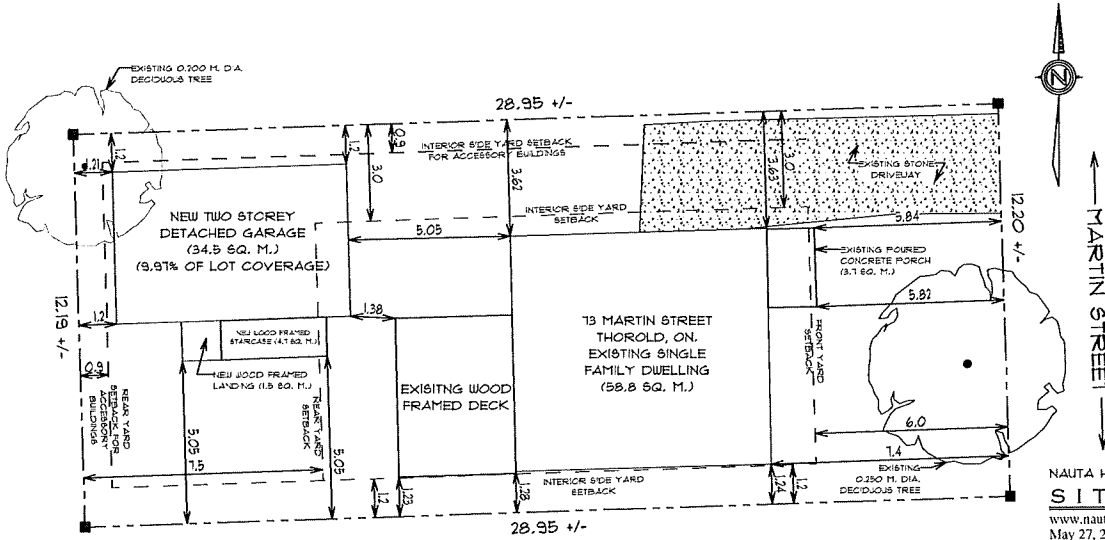 EXISTING 0.200 M. DIA.
DECIDUOUS TREE
28.95 +/-
N
1.2
1.2
3.0
0.9
INTERIOR SIDE YARD SETBACK
FOR ACCESSORY BUILDINGS
3.62
3.63
3.0
EXISTING STONE
DRIVEWAY
1.21
NEW TWO STOREY
DETACHED GARAGE
(34.5 SQ. M.)
(9.97% OF LOT COVERAGE)
INTERIOR SIDE YARD
SETBACK
5.05
5.84
12.20 +/-
MARTIN STREET
EXISTING POURED
CONCRETE PORCH
(3.7 SQ. M.)
5.82
12.19 +/-
1.2
1.38
NEW WOOD FRAMED
STAIRCASE (4.7 SQ. M.)
NEW WOOD FRAMED
LANDING (1.5 SQ. M.)
73 MARTIN STREET
THOROLD, ON.
EXISTING SINGLE
FAMILY DWELLING
(58.8 SQ. M.)
FRONT YARD
SETBACK
0.9
REAR YARD
SETBACK FOR
ACCESSORY
BUILDINGS
REAR YARD
SETBACK
EXISITNG WOOD
FRAMED DECK
5.05
7.5
5.05
6.0
7.4
1.2
1.23
1.28
INTERIOR SIDE YARD
SETBACK
1.24
1.2
EXISTING
0.250 M. DIA.
DECIDUOUS TREE
28.95 +/-
NAUTA H
SIT
www.naut
May 27, 2